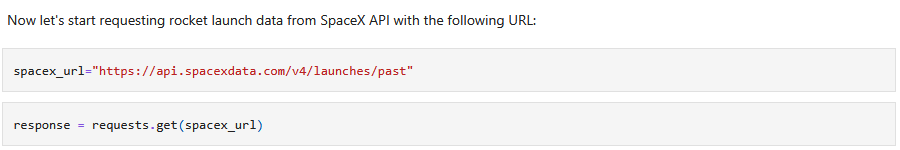 Now let's start requesting rocket launch data from SpaceX API with the following URL:
spacex_url="https://api.spacexdata.com/v4/launches/past"
response = requests.get(spacex_url)